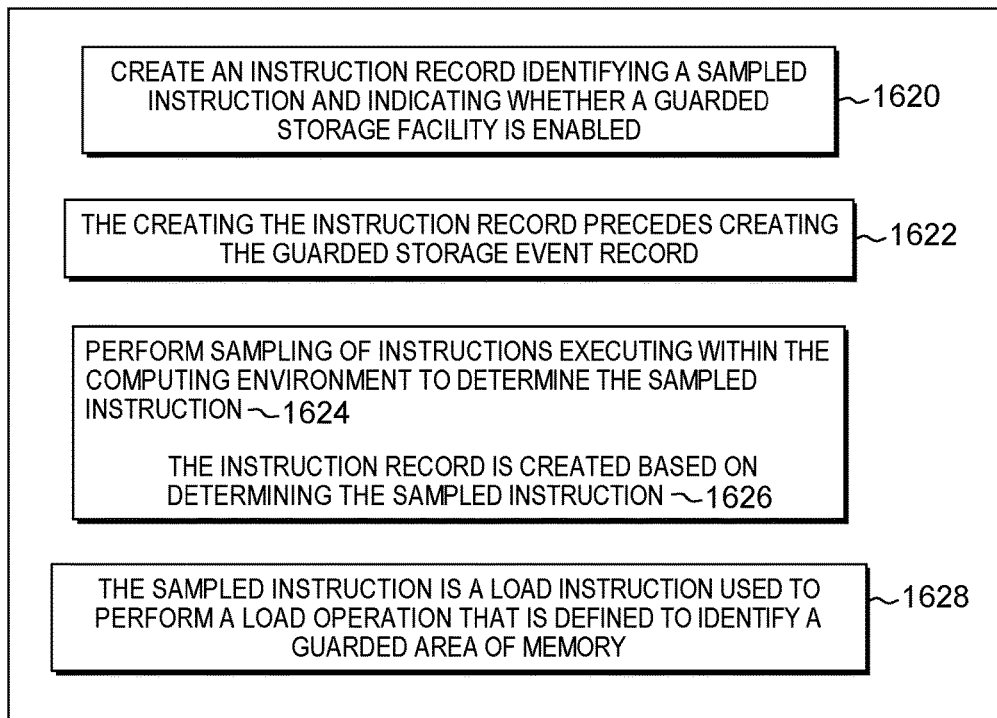 CREATE AN INSTRUCTION RECORD IDENTIFYING A SAMPLED
INSTRUCTION AND INDICATING WHETHER A GUARDED
STORAGE FACILITY IS ENABLED
1620
THE CREATING THE INSTRUCTION RECORD PRECEDES CREATING
THE GUARDED STORAGE EVENT RECORD
1622
PERFORM SAMPLING OF INSTRUCTIONS EXECUTING WITHIN THE
COMPUTING ENVIRONMENT TO DETERMINE THE SAMPLED
INSTRUCTION 1624
THE INSTRUCTION RECORD IS CREATED BASED ON
DETERMINING THE SAMPLED INSTRUCTION 1626
THE SAMPLED INSTRUCTION IS A LOAD INSTRUCTION USED TO
PERFORM A LOAD OPERATION THAT IS DEFINED TO IDENTIFY A
GUARDED AREA OF MEMORY
1628